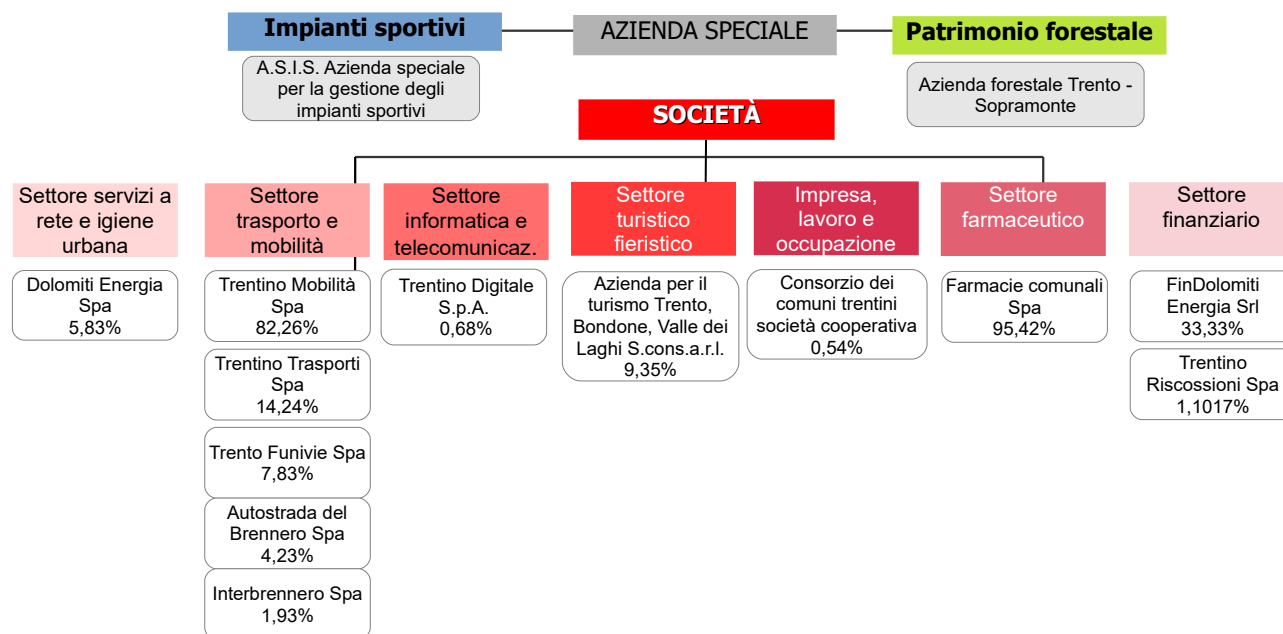 Impianti sportivi
AZIENDA SPECIALE
Patrimonio forestale
A.S.I.S. Azienda speciale
per la gestione degli
impianti sportivi
Azienda forestale Trento -
Sopramonte
SOCIETÀ
Settore servizi a
rete e igiene
urbana
Settore
trasporto e
mobilità
Settore
informatica e
telecomunicaz.
Settore
turistico
fieristico
Impresa,
lavoro e
occupazione
Settore
farmaceutico
Settore
finanziario
Dolomiti Energia
Spa
5,83%
Trentino Mobilità
Spa
82,26%
Trentino Digitale
S.p.A.
0,68%
Azienda per il
turismo Trento,
Bondone, Valle dei
Laghi S.cons.a.r.l.
9,35%
Consorzio dei
comuni trentini
società cooperativa
0,54%
Farmacie comunali
Spa
95,42%
FinDolomiti
Energia Srl
33,33%
Trentino Trasporti
Spa
14,24%
Trentino
Riscossioni Spa
1,1017%
Trento Funivie Spa
7,83%
Autostrada del
Brennero Spa
4,23%
Interbrennero Spa
1,93%